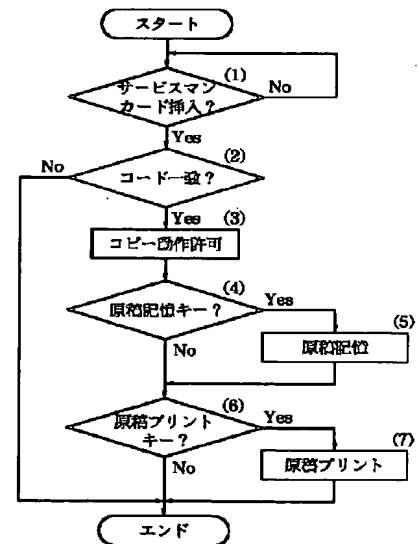 スタート
(1)
サービスマン
カード挿入？
No
Yes
(2)
No
コード一致？
Yes
(3)
コピー動作許可
(4)
原稿記憶キー？
Yes
(5)
原稿記憶
No
(6)
原稿プリント
キー？
Yes
(7)
原稿プリント
No
エンド